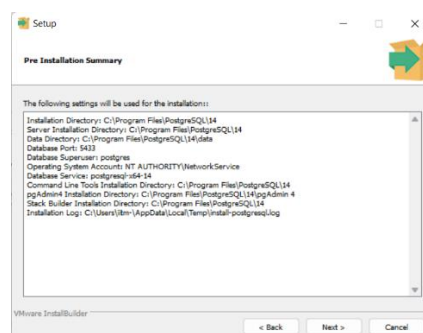 Setup
Pre Installation Summary
The following settings will be used for the installation::
Installation Directory: C:\Program Files\PostgreSQL\14
Server Installation Directory: C:\Program Files\PostgreSQL\14
Data Directory: C:\Program Files\PostgreSQL\14\data
Database Port: 5433
Database Superuser: postgres
Operating System Account: NT AUTHORITY\NetworkService
Database Service: postgresql-x64-14
Command Line Tools Installation Directory: C:\Program Files\PostgreSQL\14
pgAdmin4 Installation Directory: C:\Program Files\PostgreSQL\14\pgAdmin 4
Stack Builder Installation Directory: C:\Program Files\PostgreSQL\14
Installation Log: C:\Users\itm-\AppData\Local\Temp\install-postgresql.log
VMware InstallBuilder
< Back Next > Cancel